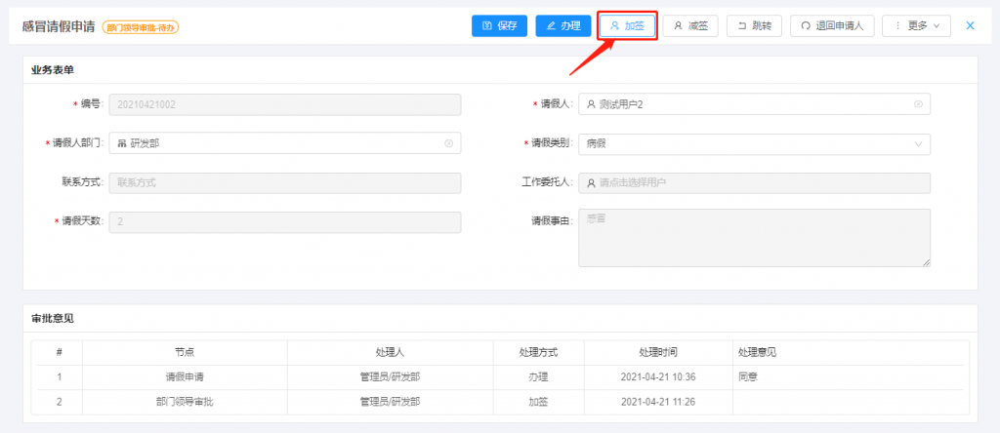 感冒请假申请 部门领导审批-待办 保存 办理 加签 减签 跳转 退回申请人 更多
业务表单
* 编号: 20210421002 * 请假人: 测试用户2
* 请假人部门: 研发部 * 请假类别: 病假
联系方式: 联系方式 工作委托人: 请点击选择用户
* 请假天数: 2 请假事由: 感冒
审批意见
# 节点 处理人 处理方式 处理时间 处理意见
1 请假申请 管理员/研发部 办理 2021-04-21 10:36 同意
2 部门领导审批 管理员/研发部 加签 2021-04-21 11:26